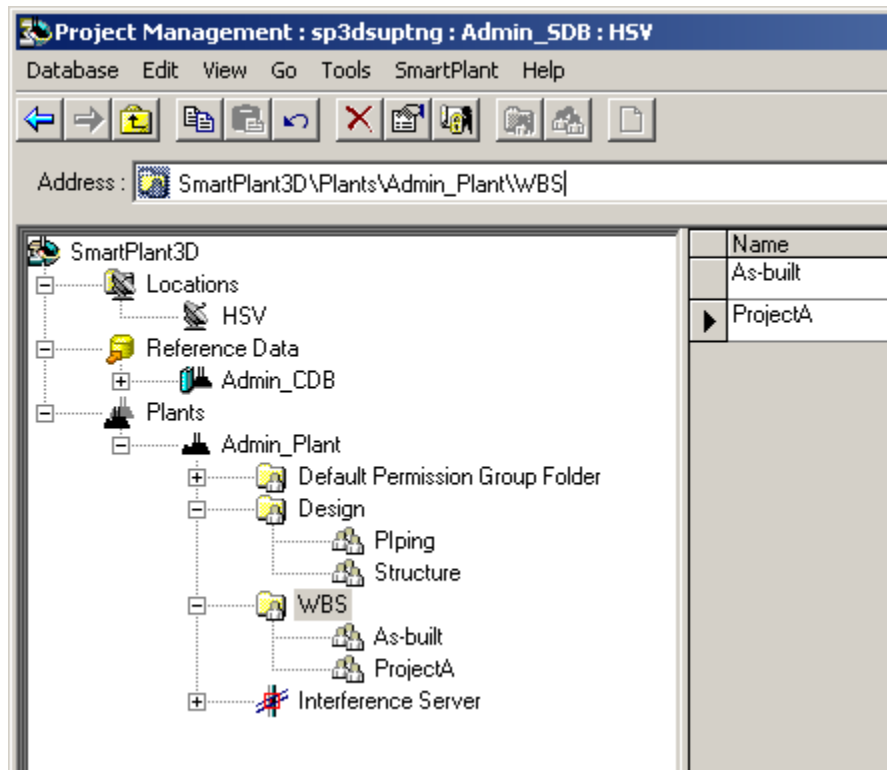 Project Management : sp3dsuptng : Admin_SDB : HSV
Database Edit View Go Tools SmartPlant Help
Address : SmartPlant3D\Plants\Admin_Plant\WBS
SmartPlant3D
Locations
HSV
Reference Data
Admin_CDB
Plants
Admin_Plant
Default Permission Group Folder
Design
PIping
Structure
WBS
As-built
ProjectA
Interference Server
Name
As-built
ProjectA